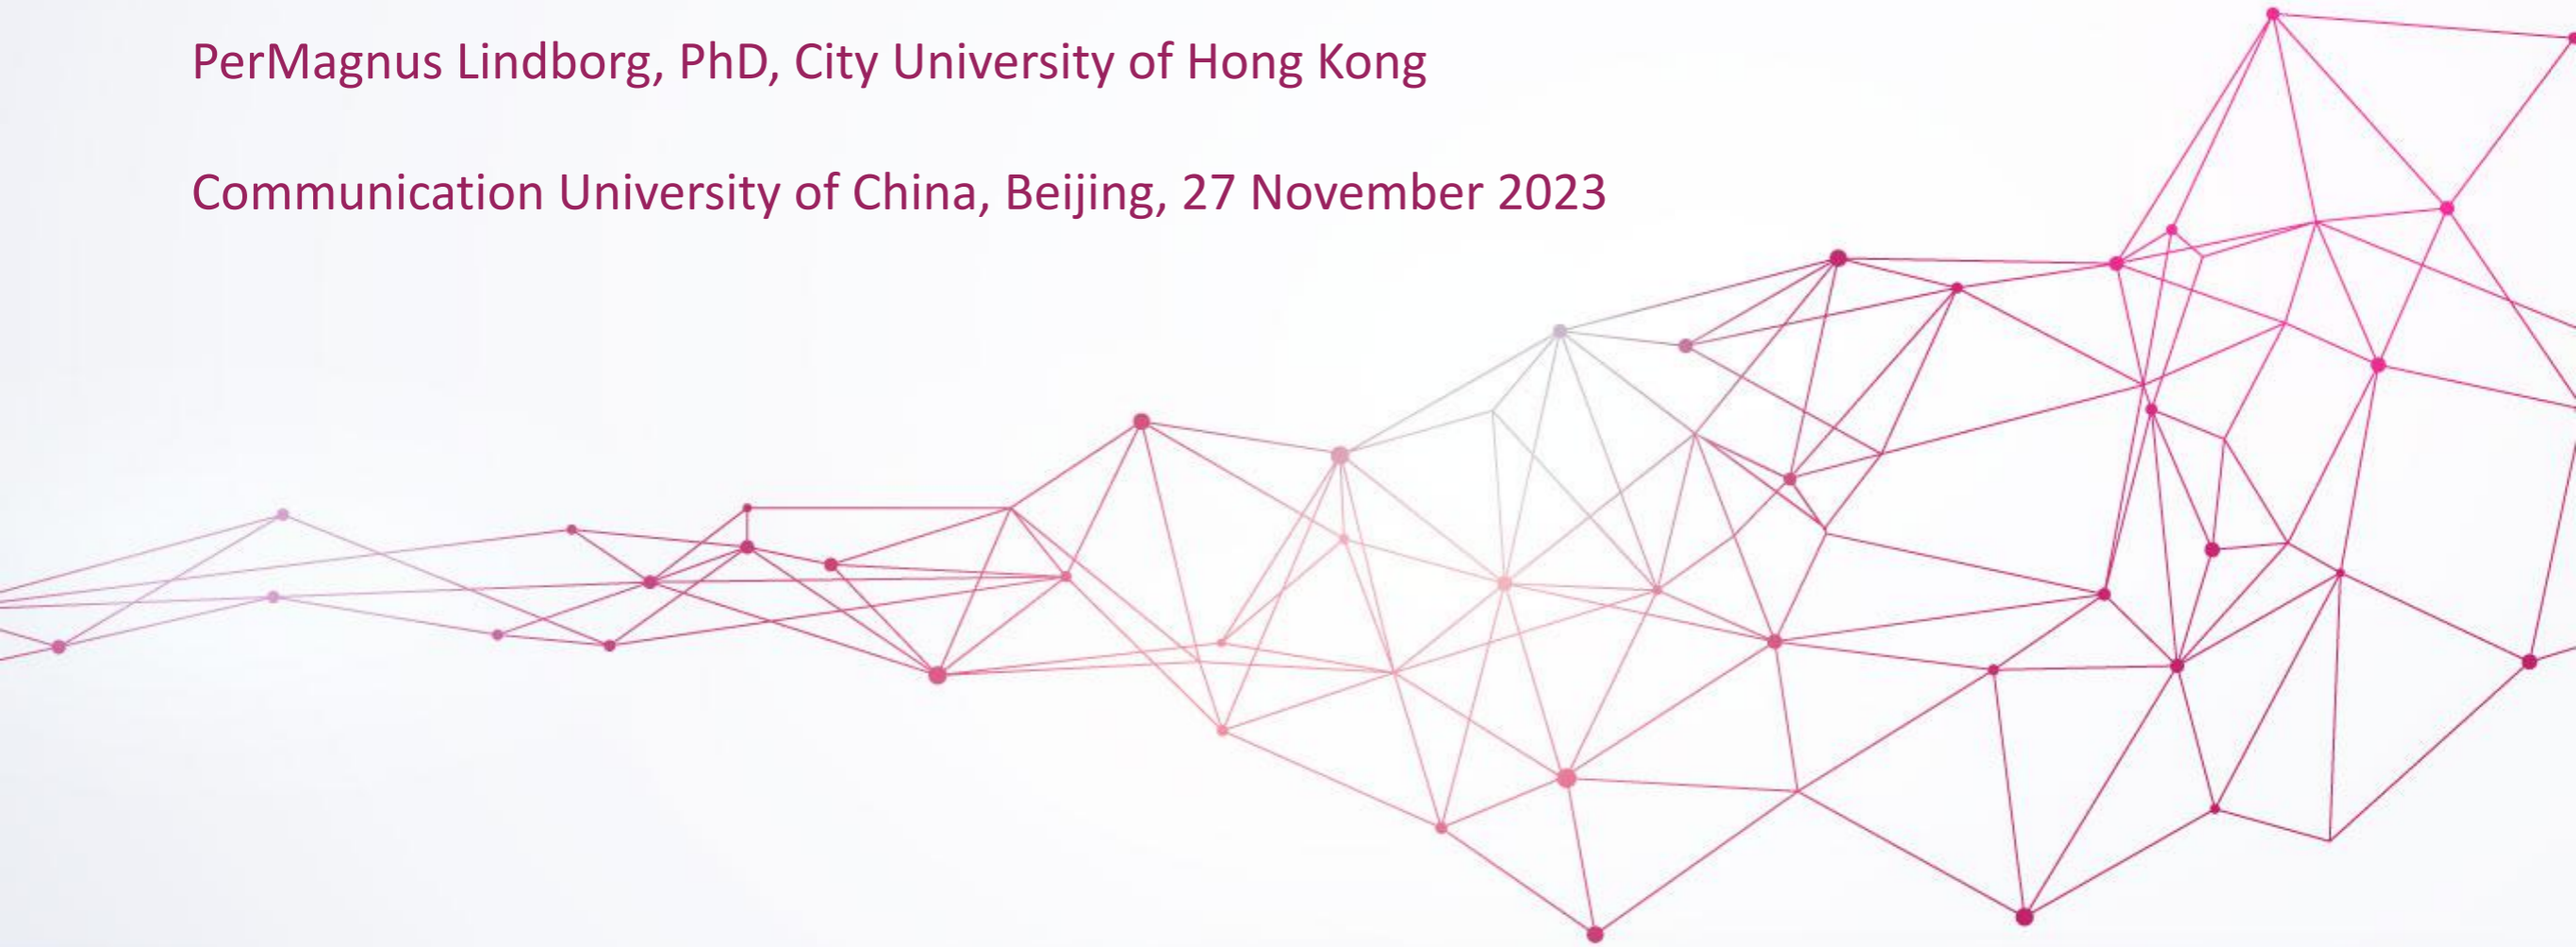 PerMagnus Lindborg, PhD, City University of Hong Kong
Communication University of China, Beijing, 27 November 2023